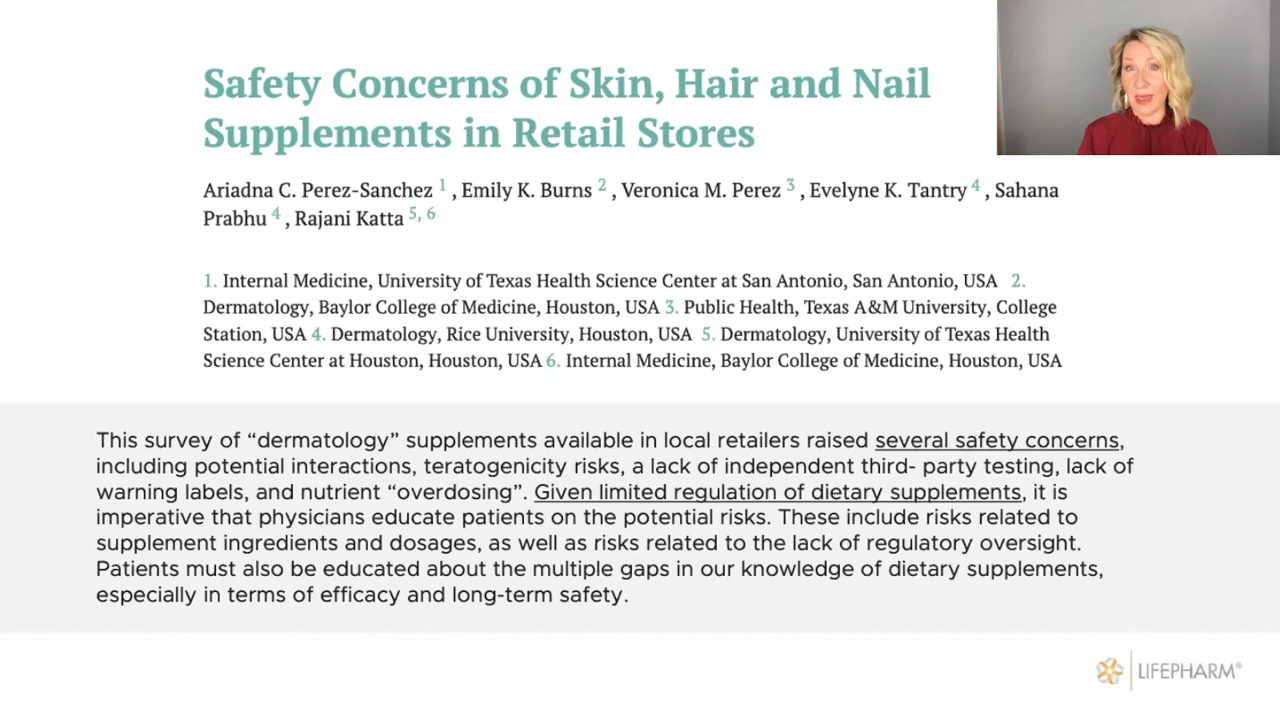 Safety Concerns of Skin, Hair and Nail
Supplements in Retail Stores
Ariadna C. Perez-Sanchez 1 , Emily K. Burns 2 , Veronica M. Perez 3 , Evelyne K. Tantry 4 , Sahana
Prabhu 4 , Rajani Katta 5, 6
1. Internal Medicine, University of Texas Health Science Center at San Antonio, San Antonio, USA 2.
Dermatology, Baylor College of Medicine, Houston, USA 3. Public Health, Texas A&M University, College
Station, USA 4. Dermatology, Rice University, Houston, USA 5. Dermatology, University of Texas Health
Science Center at Houston, Houston, USA 6. Internal Medicine, Baylor College of Medicine, Houston, USA
This survey of “dermatology” supplements available in local retailers raised several safety concerns,
including potential interactions, teratogenicity risks, a lack of independent third- party testing, lack of
warning labels, and nutrient “overdosing”. Given limited regulation of dietary supplements, it is
imperative that physicians educate patients on the potential risks. These include risks related to
supplement ingredients and dosages, as well as risks related to the lack of regulatory oversight.
Patients must also be educated about the multiple gaps in our knowledge of dietary supplements,
especially in terms of efficacy and long-term safety.
LIFEPHARM®